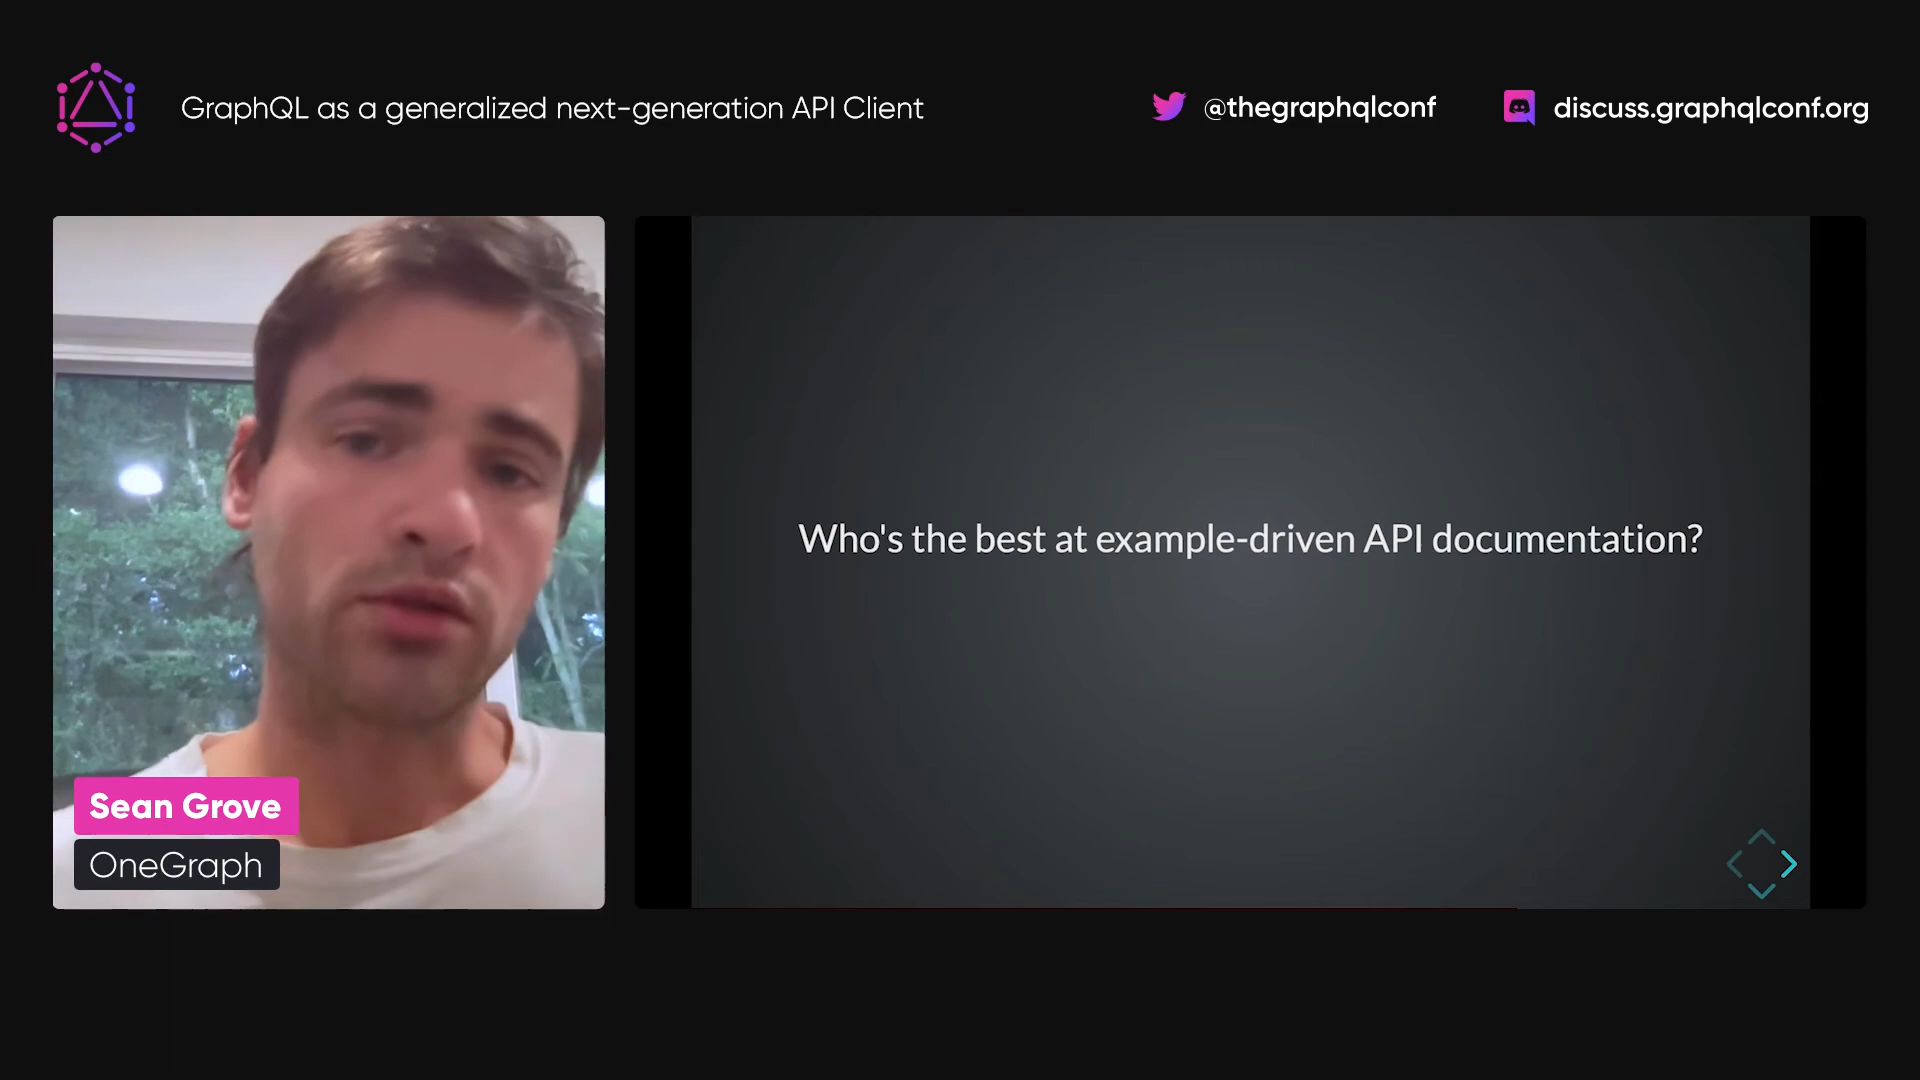 GraphQL as a generalized next-generation API Client
@thegraphqlconf
discuss.graphqlconf.org
Who's the best at example-driven API documentation?
Sean Grove
OneGraph